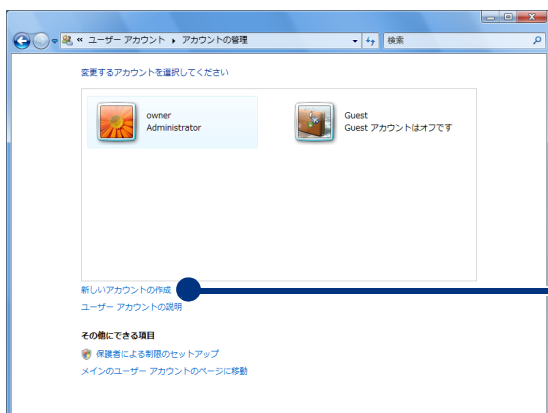 « ユーザー アカウント ▸ アカウントの管理
検索
変更するアカウントを選択してください
owner
Administrator
Guest
Guest アカウントはオフです
新しいアカウントの作成
ユーザー アカウントの説明
その他にできる項目
保護者による制限のセットアップ
メインのユーザー アカウントのページに移動